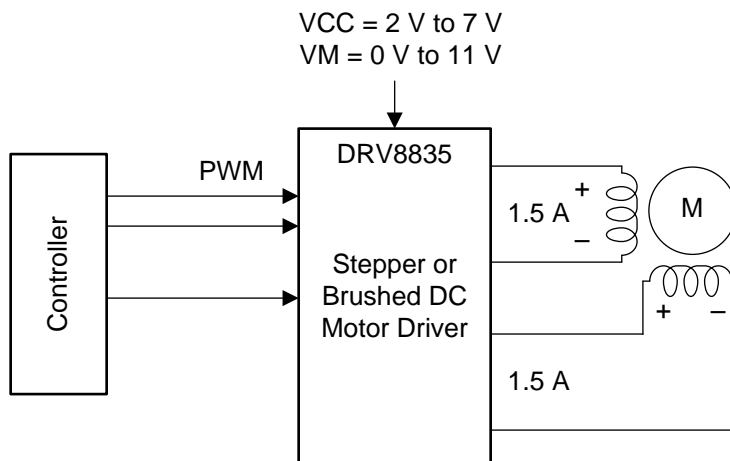 VCC = 2 V to 7 V
VM = 0 V to 11 V
DRV8835
PWM
Controller
Stepper or
Brushed DC
Motor Driver
1.5 A
+
–
M
+ –
1.5 A